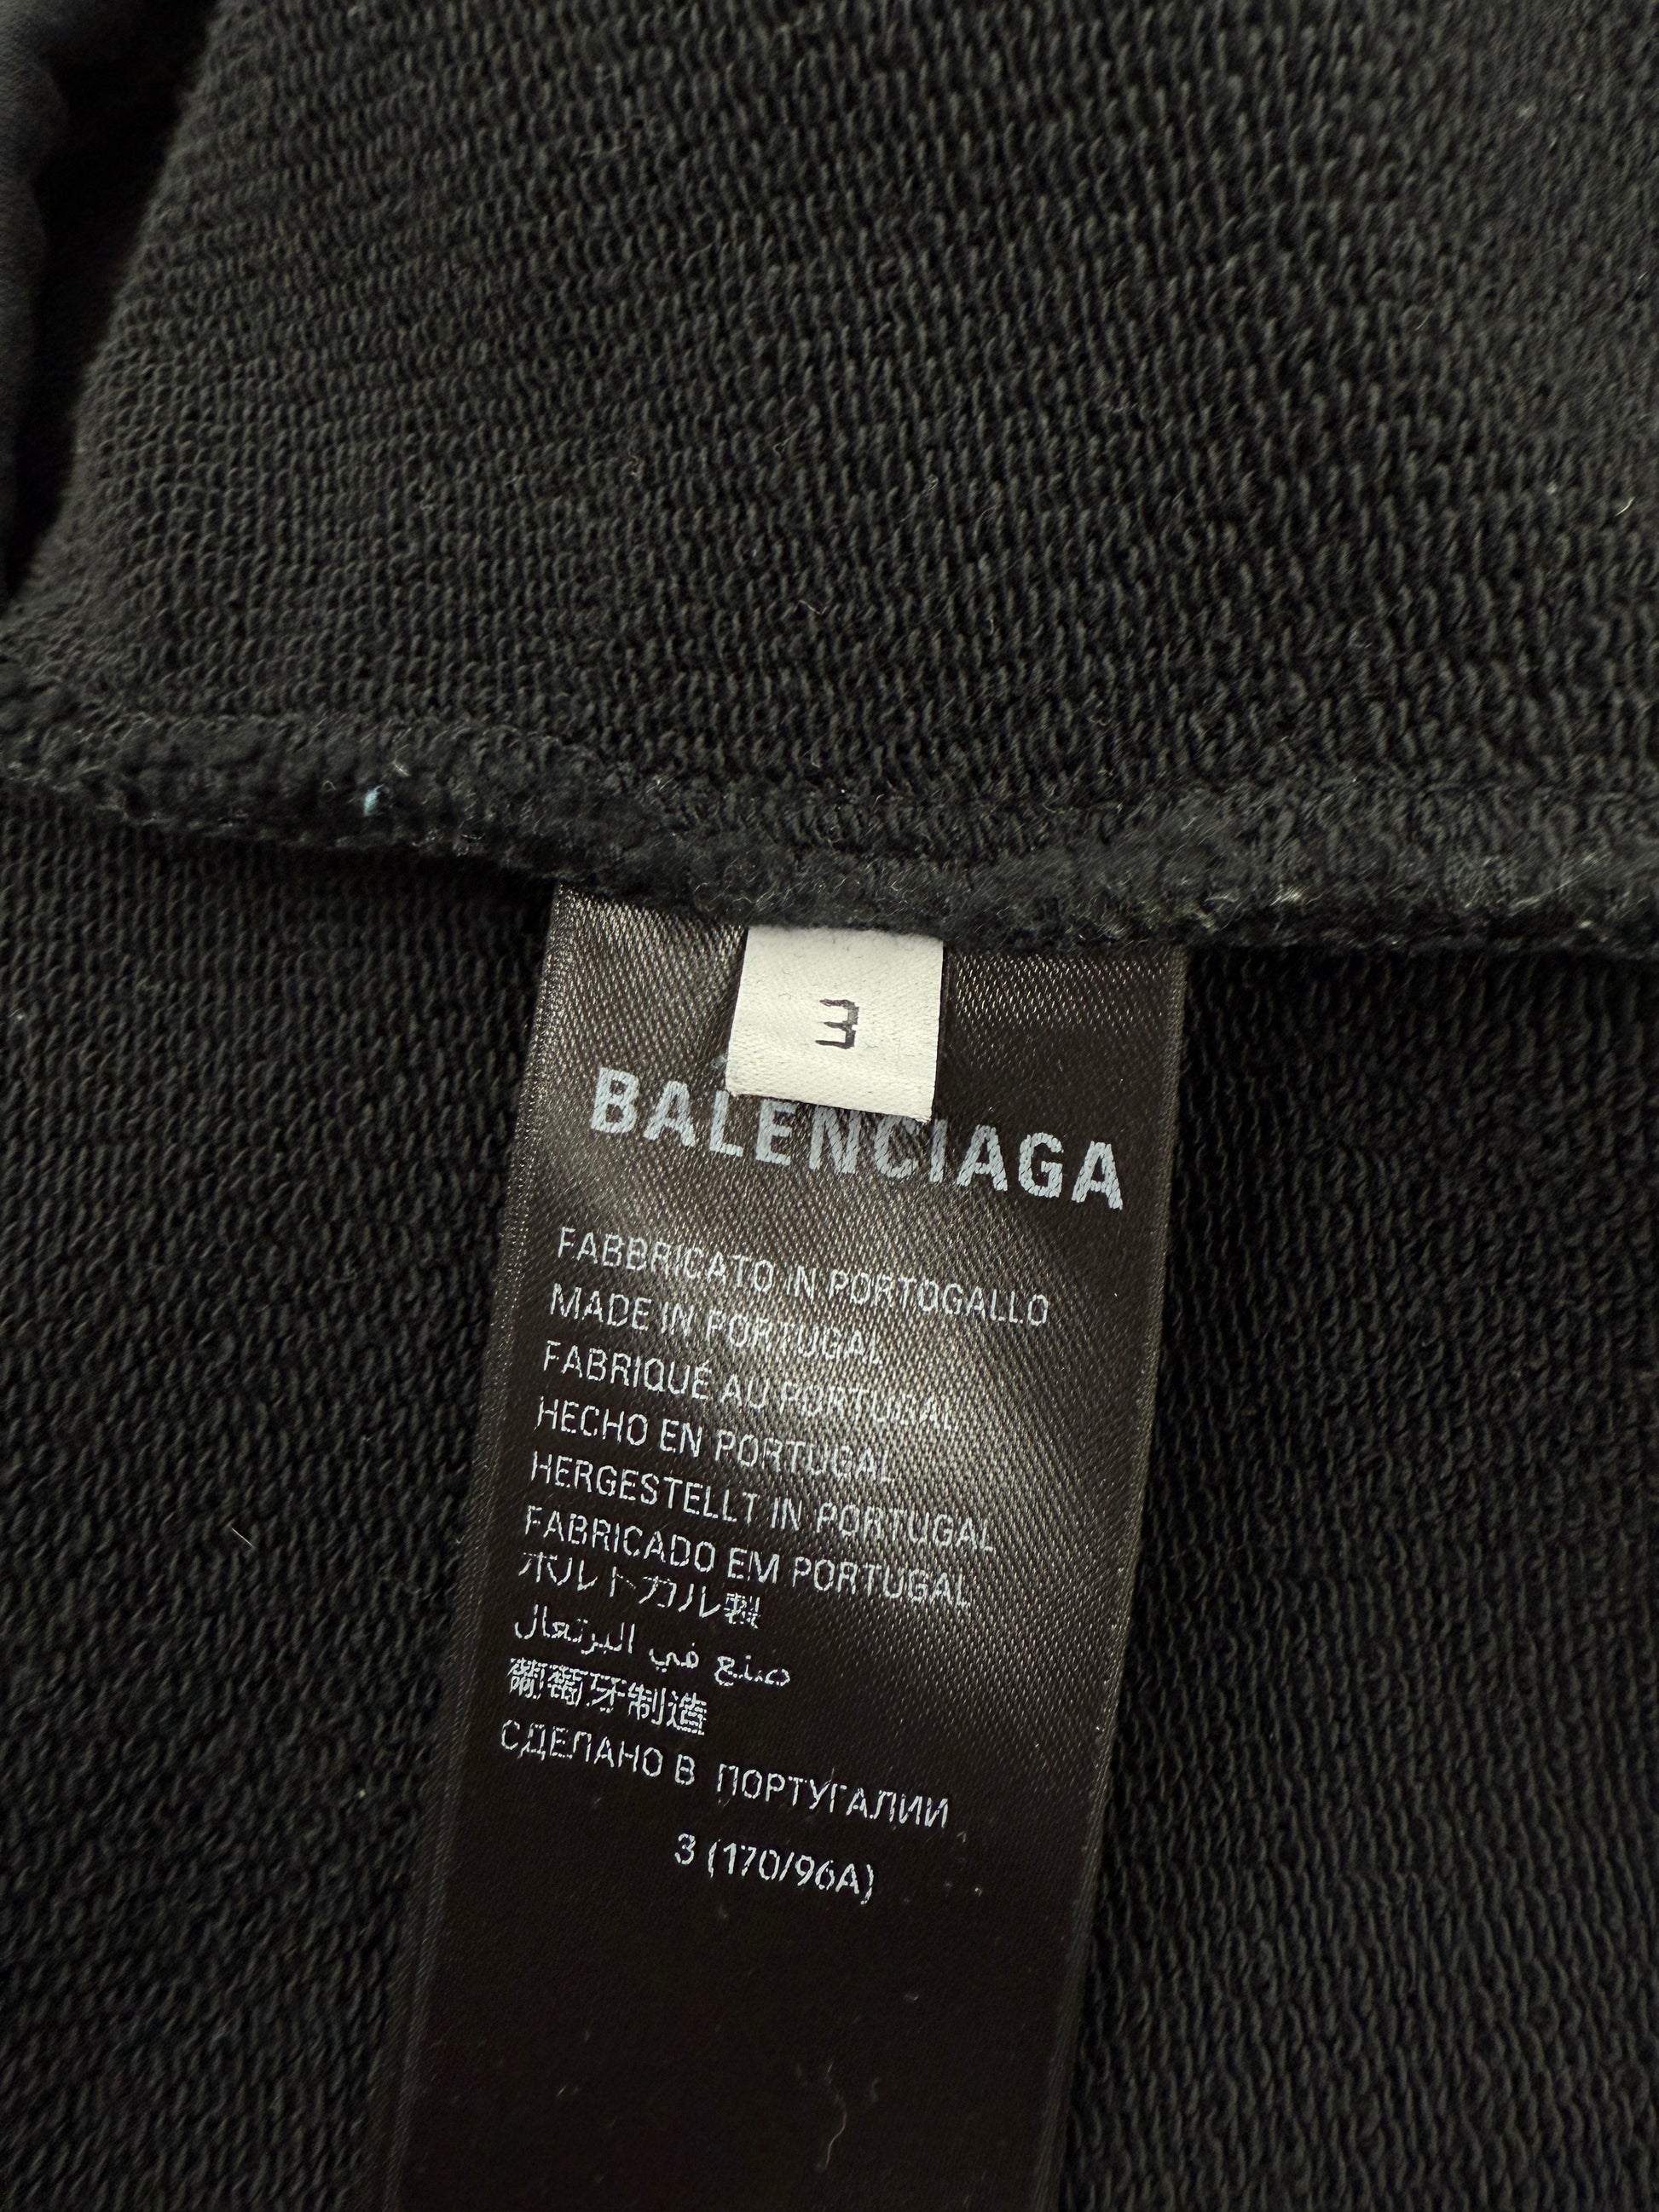 3
BALENCIAGA
FABBRICATO IN PORTOGALLO
MADE IN PORTUGAL
FABRIQUÉ AU PORTUGAL
HECHO EN PORTUGAL
HERGESTELLT IN PORTUGAL
FABRICADO EM PORTUGAL
ポルトガル製
صنع في البرتغال
葡萄牙制造
СДЕЛАНО В ПОРТУГАЛИИ
3 (170/96A)